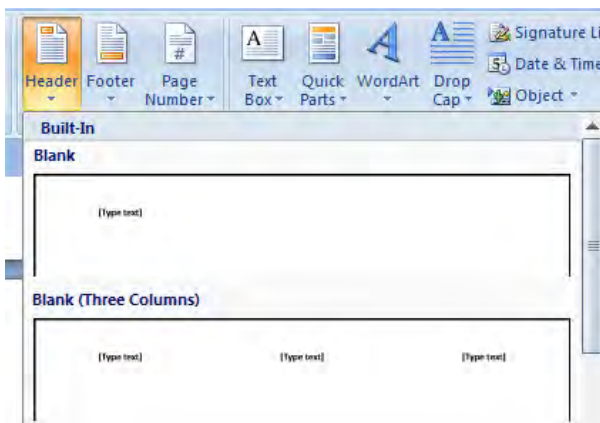 Header Footer Page Number
Text Box Quick Parts WordArt Drop Cap
Signature Li
Date & Time
Object
Built-In
Blank
[Type text]
Blank (Three Columns)
[Type text] [Type text] [Type text]